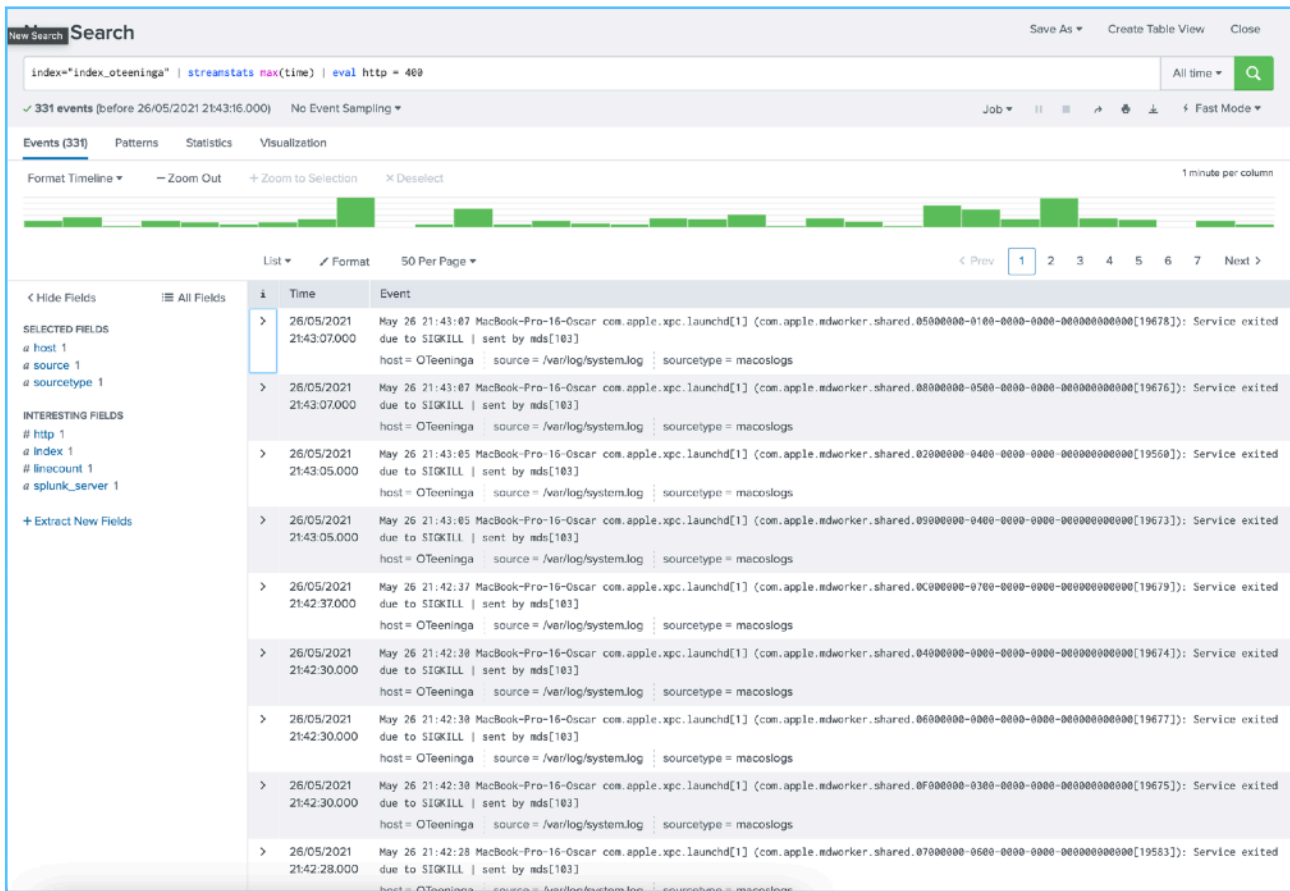 New Search
Search
Save As ▾ Create Table View Close
index="index_oteeninga" | streamstats max(time) | eval http = 400
All time ▾
✓ 331 events (before 26/05/2021 21:43:16.000) No Event Sampling ▾
Job ▾ Fast Mode ▾
Events (331) Patterns Statistics Visualization
Format Timeline ▾ — Zoom Out + Zoom to Selection × Deselect
1 minute per column
List ▾ Format 50 Per Page ▾
< Prev 1 2 3 4 5 6 7 Next >
< Hide Fields All Fields
SELECTED FIELDS
a host 1
a source 1
a sourcetype 1
INTERESTING FIELDS
# http 1
a index 1
# linecount 1
a splunk_server 1
+ Extract New Fields
i Time Event
> 26/05/2021 May 26 21:43:07 MacBook-Pro-16-Oscar com.apple.xpc.launchd[1] (com.apple.mdworker.shared.05000000-0100-0000-0000-000000000000[19678]): Service exited
21:43:07.000 due to SIGKILL | sent by mds[103]
host = OTeeninga source = /var/log/system.log sourcetype = macoslogs
> 26/05/2021 May 26 21:43:07 MacBook-Pro-16-Oscar com.apple.xpc.launchd[1] (com.apple.mdworker.shared.08000000-0500-0000-0000-000000000000[19676]): Service exited
21:43:07.000 due to SIGKILL | sent by mds[103]
host = OTeeninga source = /var/log/system.log sourcetype = macoslogs
> 26/05/2021 May 26 21:43:05 MacBook-Pro-16-Oscar com.apple.xpc.launchd[1] (com.apple.mdworker.shared.02000000-0400-0000-0000-000000000000[19560]): Service exited
21:43:05.000 due to SIGKILL | sent by mds[103]
host = OTeeninga source = /var/log/system.log sourcetype = macoslogs
> 26/05/2021 May 26 21:43:05 MacBook-Pro-16-Oscar com.apple.xpc.launchd[1] (com.apple.mdworker.shared.09000000-0400-0000-0000-000000000000[19673]): Service exited
21:43:05.000 due to SIGKILL | sent by mds[103]
host = OTeeninga source = /var/log/system.log sourcetype = macoslogs
> 26/05/2021 May 26 21:42:37 MacBook-Pro-16-Oscar com.apple.xpc.launchd[1] (com.apple.mdworker.shared.0C000000-0700-0000-0000-000000000000[19679]): Service exited
21:42:37.000 due to SIGKILL | sent by mds[103]
host = OTeeninga source = /var/log/system.log sourcetype = macoslogs
> 26/05/2021 May 26 21:42:30 MacBook-Pro-16-Oscar com.apple.xpc.launchd[1] (com.apple.mdworker.shared.04000000-0000-0000-0000-000000000000[19674]): Service exited
21:42:30.000 due to SIGKILL | sent by mds[103]
host = OTeeninga source = /var/log/system.log sourcetype = macoslogs
> 26/05/2021 May 26 21:42:30 MacBook-Pro-16-Oscar com.apple.xpc.launchd[1] (com.apple.mdworker.shared.06000000-0000-0000-0000-000000000000[19677]): Service exited
21:42:30.000 due to SIGKILL | sent by mds[103]
host = OTeeninga source = /var/log/system.log sourcetype = macoslogs
> 26/05/2021 May 26 21:42:30 MacBook-Pro-16-Oscar com.apple.xpc.launchd[1] (com.apple.mdworker.shared.0F000000-0300-0000-0000-000000000000[19675]): Service exited
21:42:30.000 due to SIGKILL | sent by mds[103]
host = OTeeninga source = /var/log/system.log sourcetype = macoslogs
> 26/05/2021 May 26 21:42:28 MacBook-Pro-16-Oscar com.apple.xpc.launchd[1] (com.apple.mdworker.shared.07000000-0600-0000-0000-000000000000[19583]): Service exited
21:42:28.000 due to SIGKILL | sent by mds[103]
host = OTeeninga source = /var/log/system.log sourcetype = macoslogs